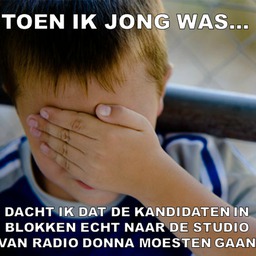 TOEN IK JONG WAS...
DACHT IK DAT DE KANDIDATEN IN
BLOKKEN ECHT NAAR DE STUDIO
VAN RADIO DONNA MOESTEN GAAN